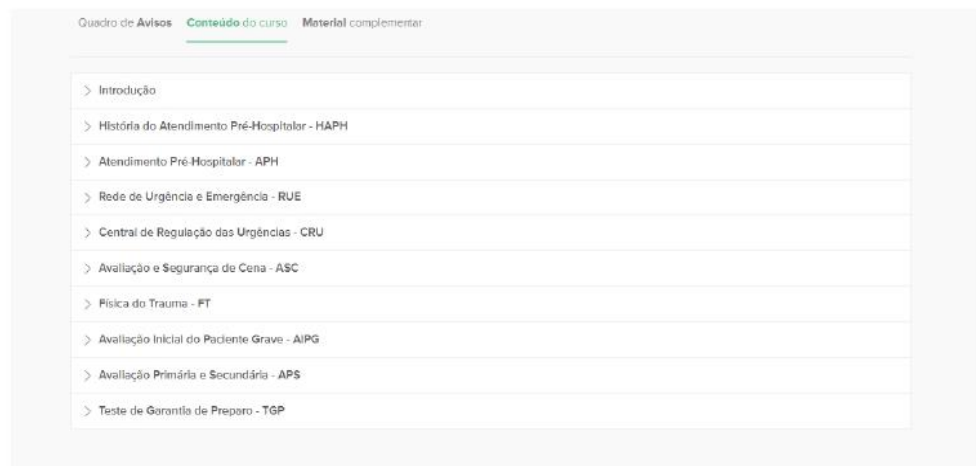 Quadro de Avisos Conteúdo do curso Material complementar
Introdução
História do Atendimento Pré-Hospitalar - HAPH
Atendimento Pré-Hospitalar - APH
Rede de Urgência e Emergência - RUE
Central de Regulação das Urgências - CRU
Avaliação e Segurança de Cena - ASC
Física do Trauma - FT
Avaliação Inicial do Paciente Grave - AIPG
Avaliação Primária e Secundária - APS
Teste de Garantia de Preparo - TGP